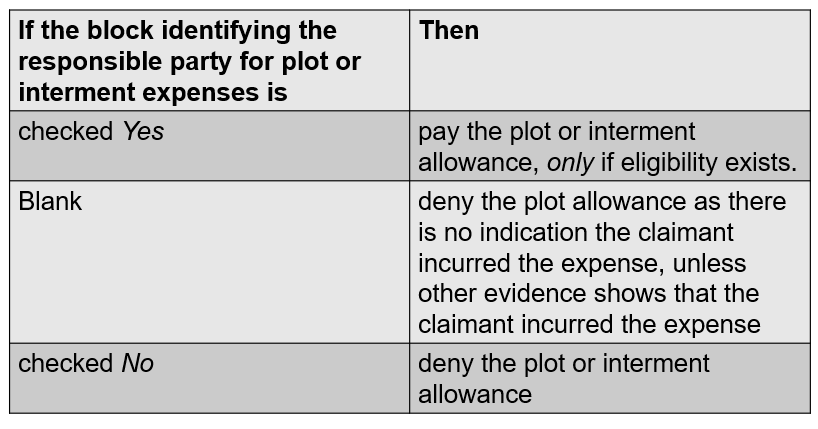 If the block identifying the
responsible party for plot or
interment expenses is
Then
checked Yes
pay the plot or interment
allowance, only if eligibility exists.
Blank
deny the plot allowance as there
is no indication the claimant
incurred the expense, unless
other evidence shows that the
claimant incurred the expense
checked No
deny the plot or interment
allowance